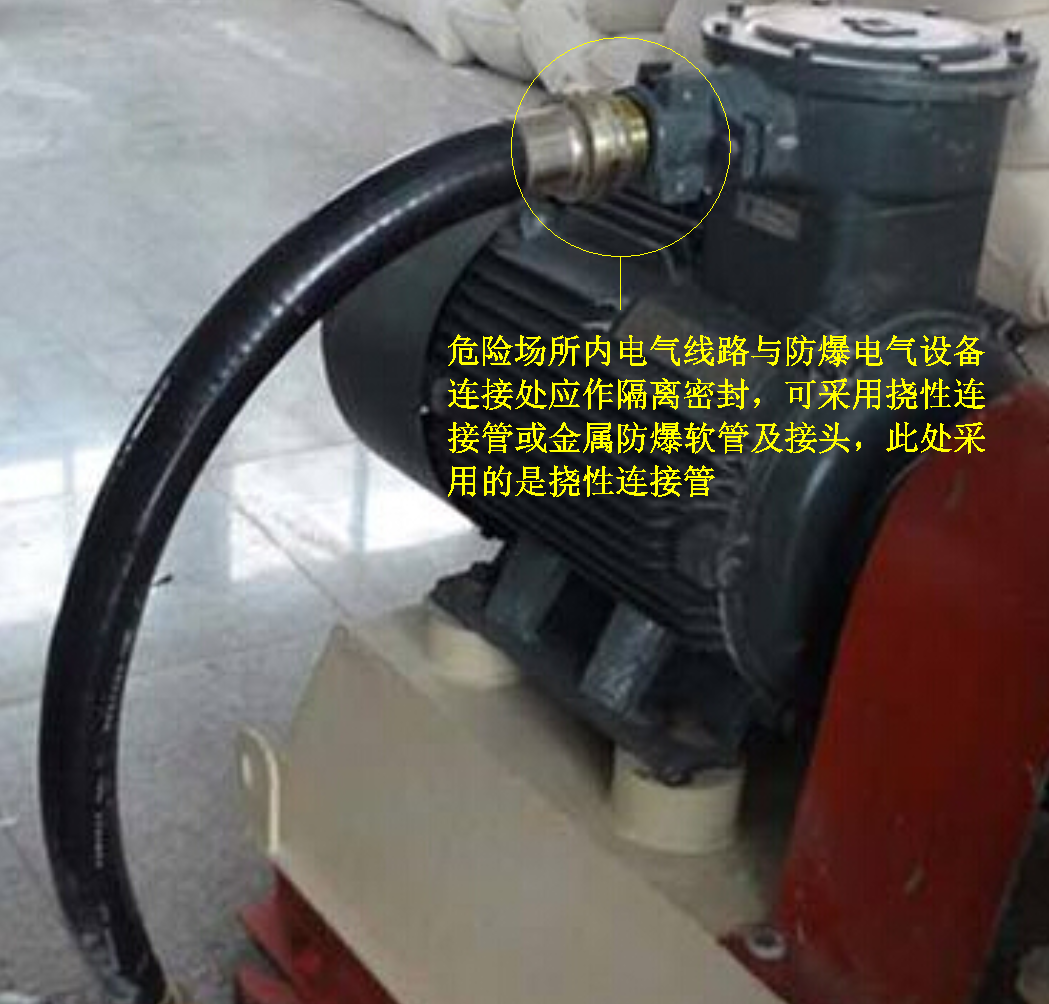 危险场所内电气线路与防爆电气设备
连接处应作隔离密封，可采用挠性连
接管或金属防爆软管及接头，此处采
用的是挠性连接管